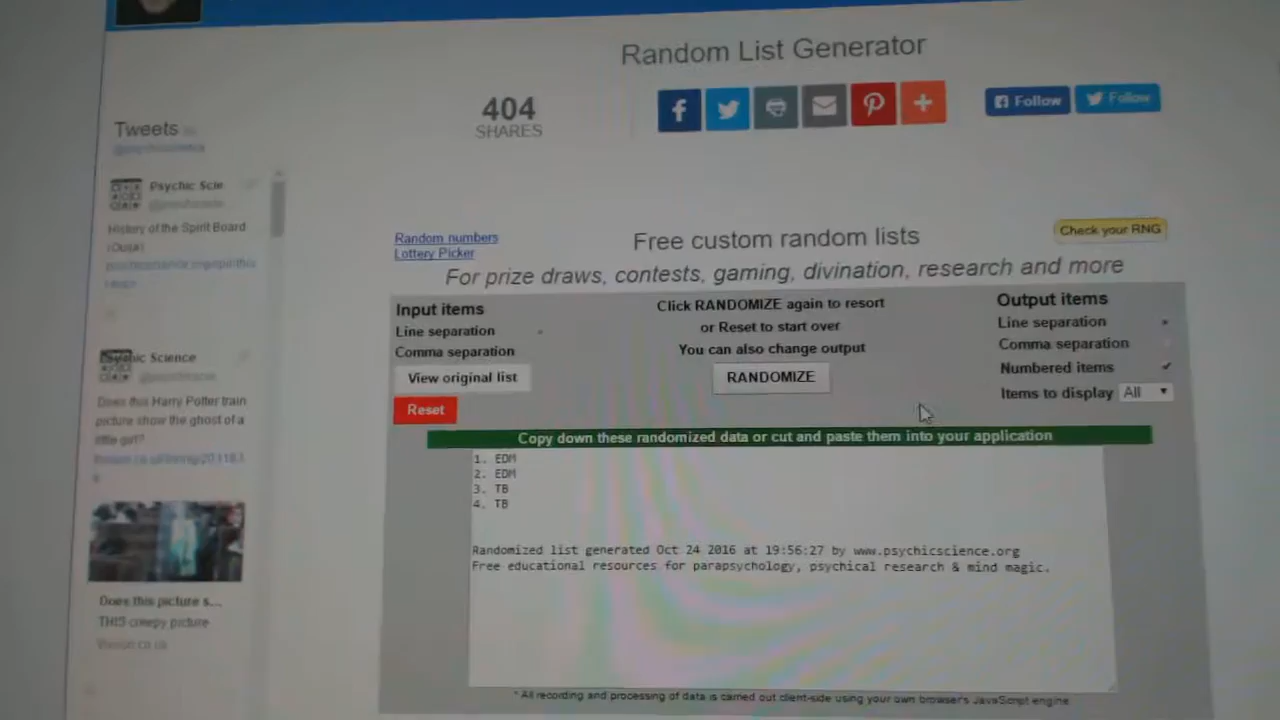 Random List Generator
404
SHARES
Follow
Follow
Tweets
Psychic Scie
History of the Spirit Board
(Ouija)
Psychic Science
Does this Harry Potter train
picture show the ghost of a
little girl?
Does this picture s...
THIS creepy picture
Random numbers
Lottery Picker
Free custom random lists
Check your RNG
For prize draws, contests, gaming, divination, research and more
Input items
Line separation
Comma separation
View original list
Reset
Click RANDOMIZE again to resort
or Reset to start over
You can also change output
RANDOMIZE
Output items
Line separation
Comma separation
Numbered items
Items to display All
Copy down these randomized data or cut and paste them into your application
1. EDM
2. EDM
3. TB
4. TB
Randomized list generated Oct 24 2016 at 19:56:27 by www.psychicscience.org
Free educational resources for parapsychology, psychical research & mind magic.
* All recording and processing of data is carried out client-side using your own browser's JavaScript engine